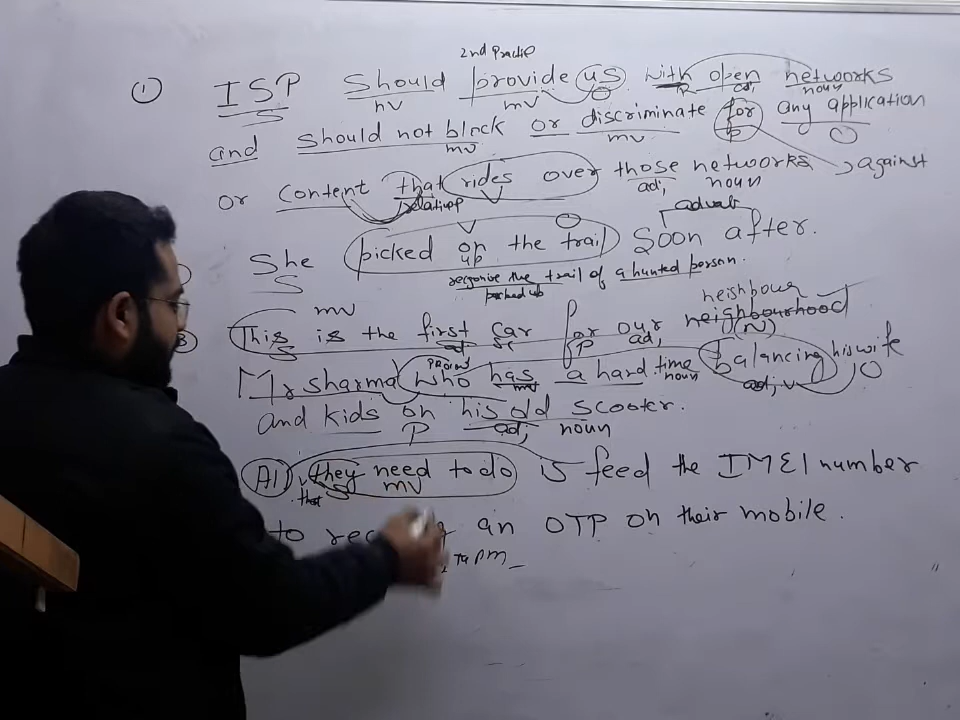 2nd Practice
① ISP Should provide us with open networks
S hv mv O P adj noun
and should not block or discriminate for any application
mv mv P O
or Content that rides over those networks → against
relative V adj noun
adverb
She picked up the trail soon after.
S V up O
recognise the trail of a hunted person.
picked up
mv neighbour
This is the first car for our neighbourhood
S adj P adj (N)
Mr sharma who has a hard time balancing his wife
pronoun mv noun adj, v O
and kids on his old scooter.
P adj noun
All they need to do is feed the IMEI number
that S mv
to an OTP on their mobile.